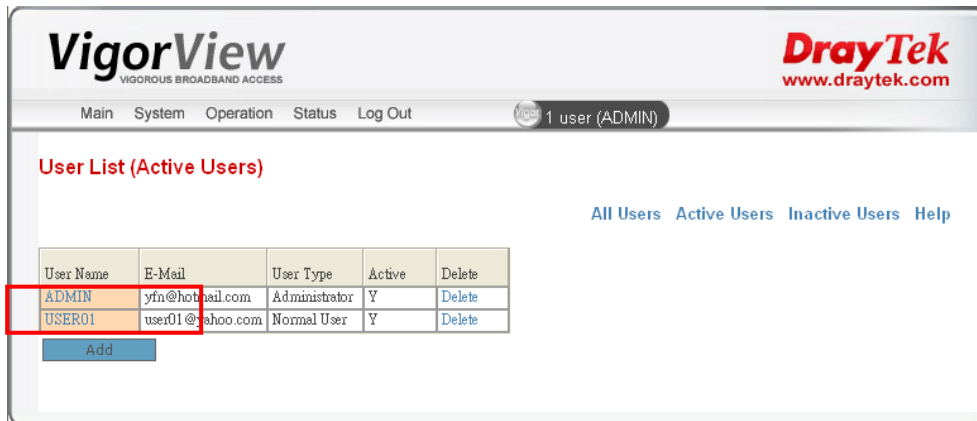 VigorView
VIGOROUS BROADBAND ACCESS
DrayTek
www.draytek.com
Main System Operation Status Log Out
1 user (ADMIN)
User List (Active Users)
All Users Active Users Inactive Users Help
User Name E-Mail User Type Active Delete
ADMIN yfn@hotmail.com Administrator Y Delete
USER01 user01@yahoo.com Normal User Y Delete
Add